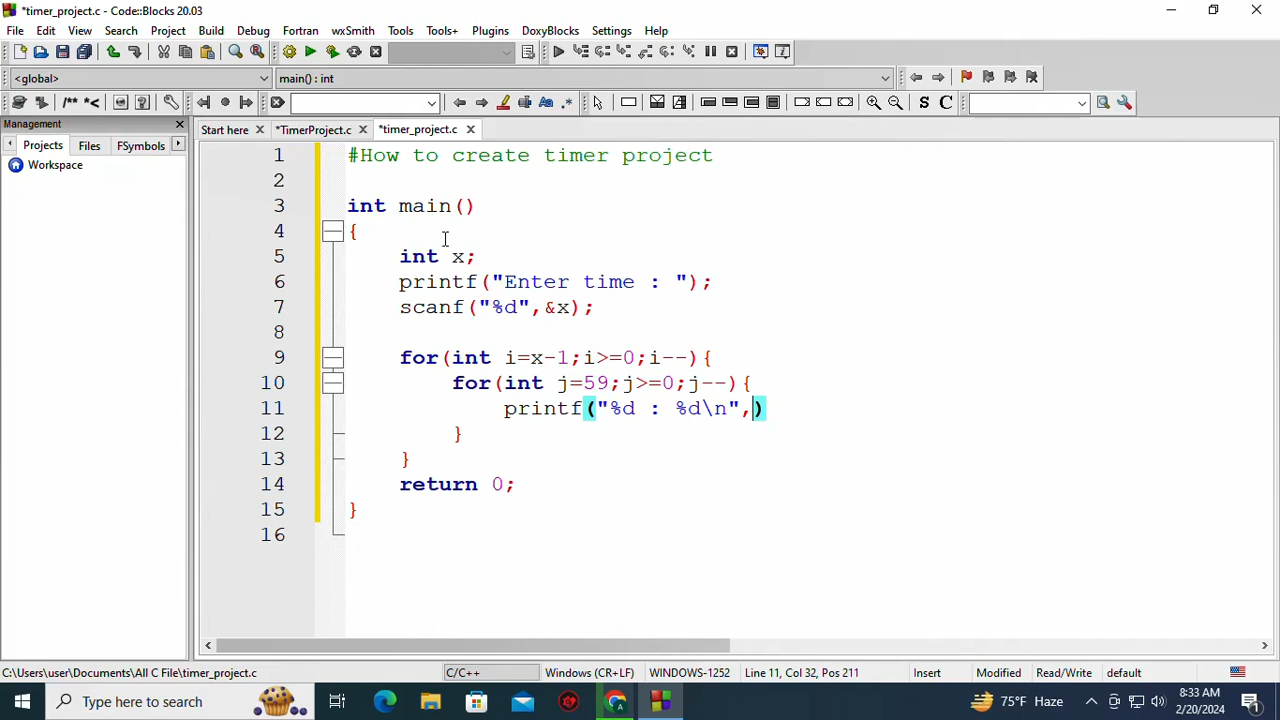 *timer_project.c - Code::Blocks 20.03
File Edit View Search Project Build Debug Fortran wxSmith Tools Tools+ Plugins DoxyBlocks Settings Help
<global> main() : int
/** *<
S C
Management
Projects Files FSymbols
Workspace
Start here *TimerProject.c *timer_project.c
1 #How to create timer project
2
3 int main()
4 {
5 int x;
6 printf("Enter time : ");
7 scanf("%d",&x);
8
9 for(int i=x-1;i>=0;i--){
10 for(int j=59;j>=0;j--){
11 printf("%d : %d\n",)
12 }
13 }
14 return 0;
15 }
16
C:\Users\user\Documents\All C File\timer_project.c C/C++ Windows (CR+LF) WINDOWS-1252 Line 11, Col 32, Pos 211 Insert Modified Read/Write default
Type here to search 75°F Haze 8:33 AM
2/20/2024